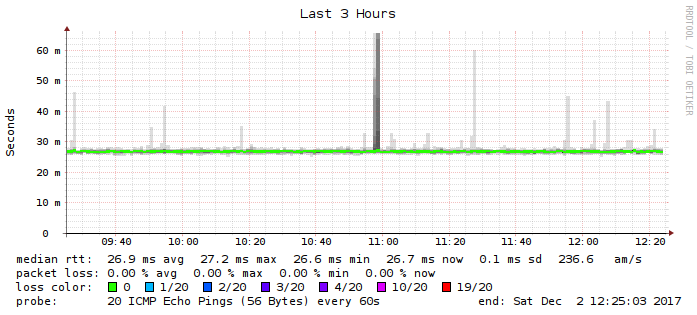 Last 3 Hours
RRDTOOL / TOBI OETIKER
Seconds
60 m
50 m
40 m
30 m
20 m
10 m
0
09:40 10:00 10:20 10:40 11:00 11:20 11:40 12:00 12:20
median rtt: 26.9 ms avg 27.2 ms max 26.6 ms min 26.7 ms now 0.1 ms sd 236.6 am/s
packet loss: 0.00 % avg 0.00 % max 0.00 % min 0.00 % now
loss color: 0 1/20 2/20 3/20 4/20 10/20 19/20
probe: 20 ICMP Echo Pings (56 Bytes) every 60s end: Sat Dec 2 12:25:03 2017